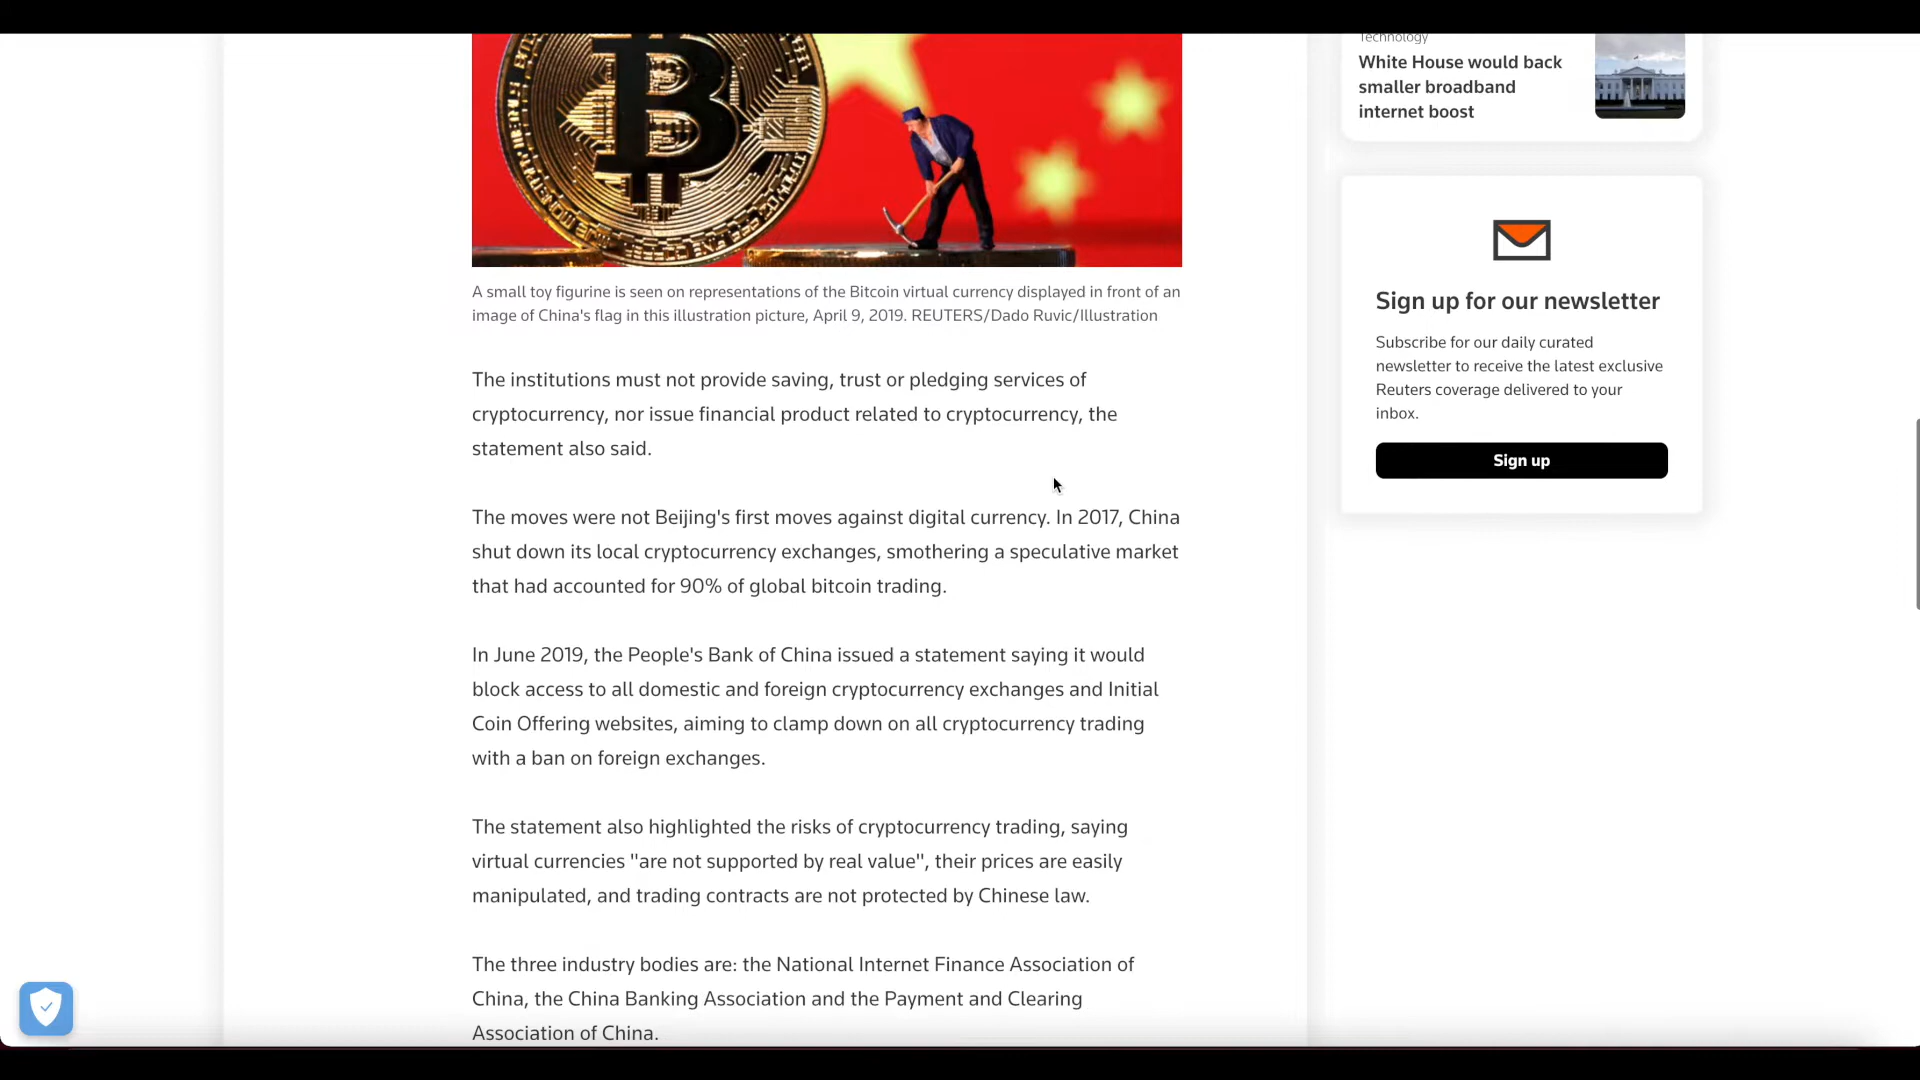 Technology
White House would back
smaller broadband
internet boost
A small toy figurine is seen on representations of the Bitcoin virtual currency displayed in front of an
image of China's flag in this illustration picture, April 9, 2019. REUTERS/Dado Ruvic/Illustration
The institutions must not provide saving, trust or pledging services of
cryptocurrency, nor issue financial product related to cryptocurrency, the
statement also said.
The moves were not Beijing's first moves against digital currency. In 2017, China
shut down its local cryptocurrency exchanges, smothering a speculative market
that had accounted for 90% of global bitcoin trading.
In June 2019, the People's Bank of China issued a statement saying it would
block access to all domestic and foreign cryptocurrency exchanges and Initial
Coin Offering websites, aiming to clamp down on all cryptocurrency trading
with a ban on foreign exchanges.
The statement also highlighted the risks of cryptocurrency trading, saying
virtual currencies "are not supported by real value", their prices are easily
manipulated, and trading contracts are not protected by Chinese law.
The three industry bodies are: the National Internet Finance Association of
China, the China Banking Association and the Payment and Clearing
Association of China.
Sign up for our newsletter
Subscribe for our daily curated
newsletter to receive the latest exclusive
Reuters coverage delivered to your
inbox.
Sign up